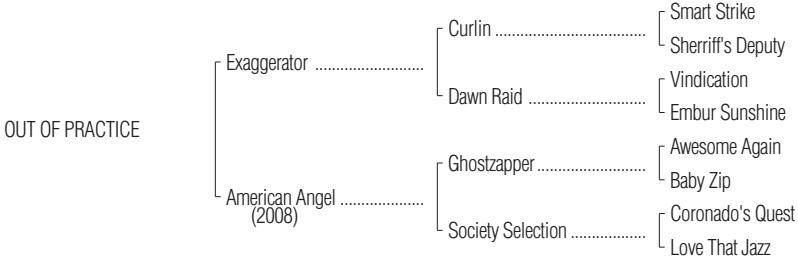 Smart Strike
Curlin ....................................
Sherriff's Deputy
Exaggerator ..........................
Vindication
Dawn Raid ............................
Embur Sunshine
OUT OF PRACTICE
Awesome Again
Ghostzapper..........................
Baby Zip
American Angel ....................
(2008)
Coronado's Quest
Society Selection ..................
Love That Jazz